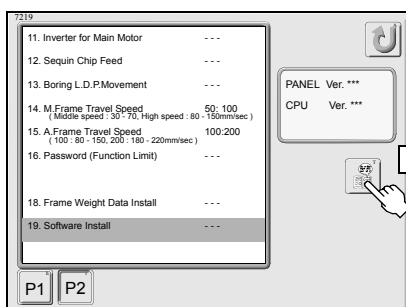 7219
11. Inverter for Main Motor - - -
12. Sequin Chip Feed - - -
13. Boring L.D.P.Movement - - -
14. M.Frame Travel Speed 50: 100
( Middle speed : 30 - 70, High speed : 80 - 150mm/sec )
15. A.Frame Travel Speed 100:200
( 100 : 80 - 150, 200 : 180 - 220mm/sec )
16. Password (Function Limit) - - -
18. Frame Weight Data Install - - -
19. Software Install - - -
PANEL Ver. ***
CPU Ver. ***
P1 P2